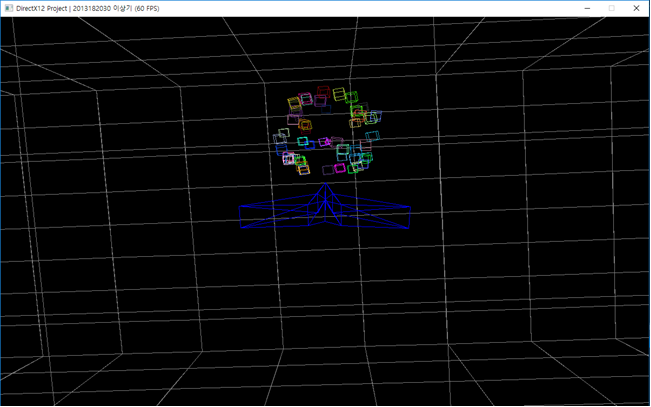 DirectX12 Project | 2013182030 이상기 (60 FPS)